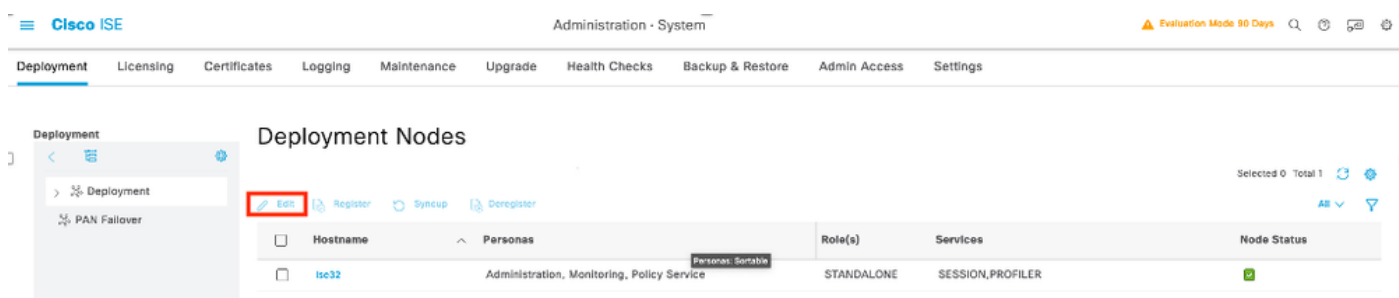 Cisco ISE
Administration · System
Evaluation Mode 90 Days
Deployment Licensing Certificates Logging Maintenance Upgrade Health Checks Backup & Restore Admin Access Settings
Deployment
Deployment
PAN Failover
Deployment Nodes
Selected 0 Total 1
Edit Register Syncup Deregister
All
Hostname Personas Role(s) Services Node Status
Personas: Sortable
ise32 Administration, Monitoring, Policy Service STANDALONE SESSION,PROFILER